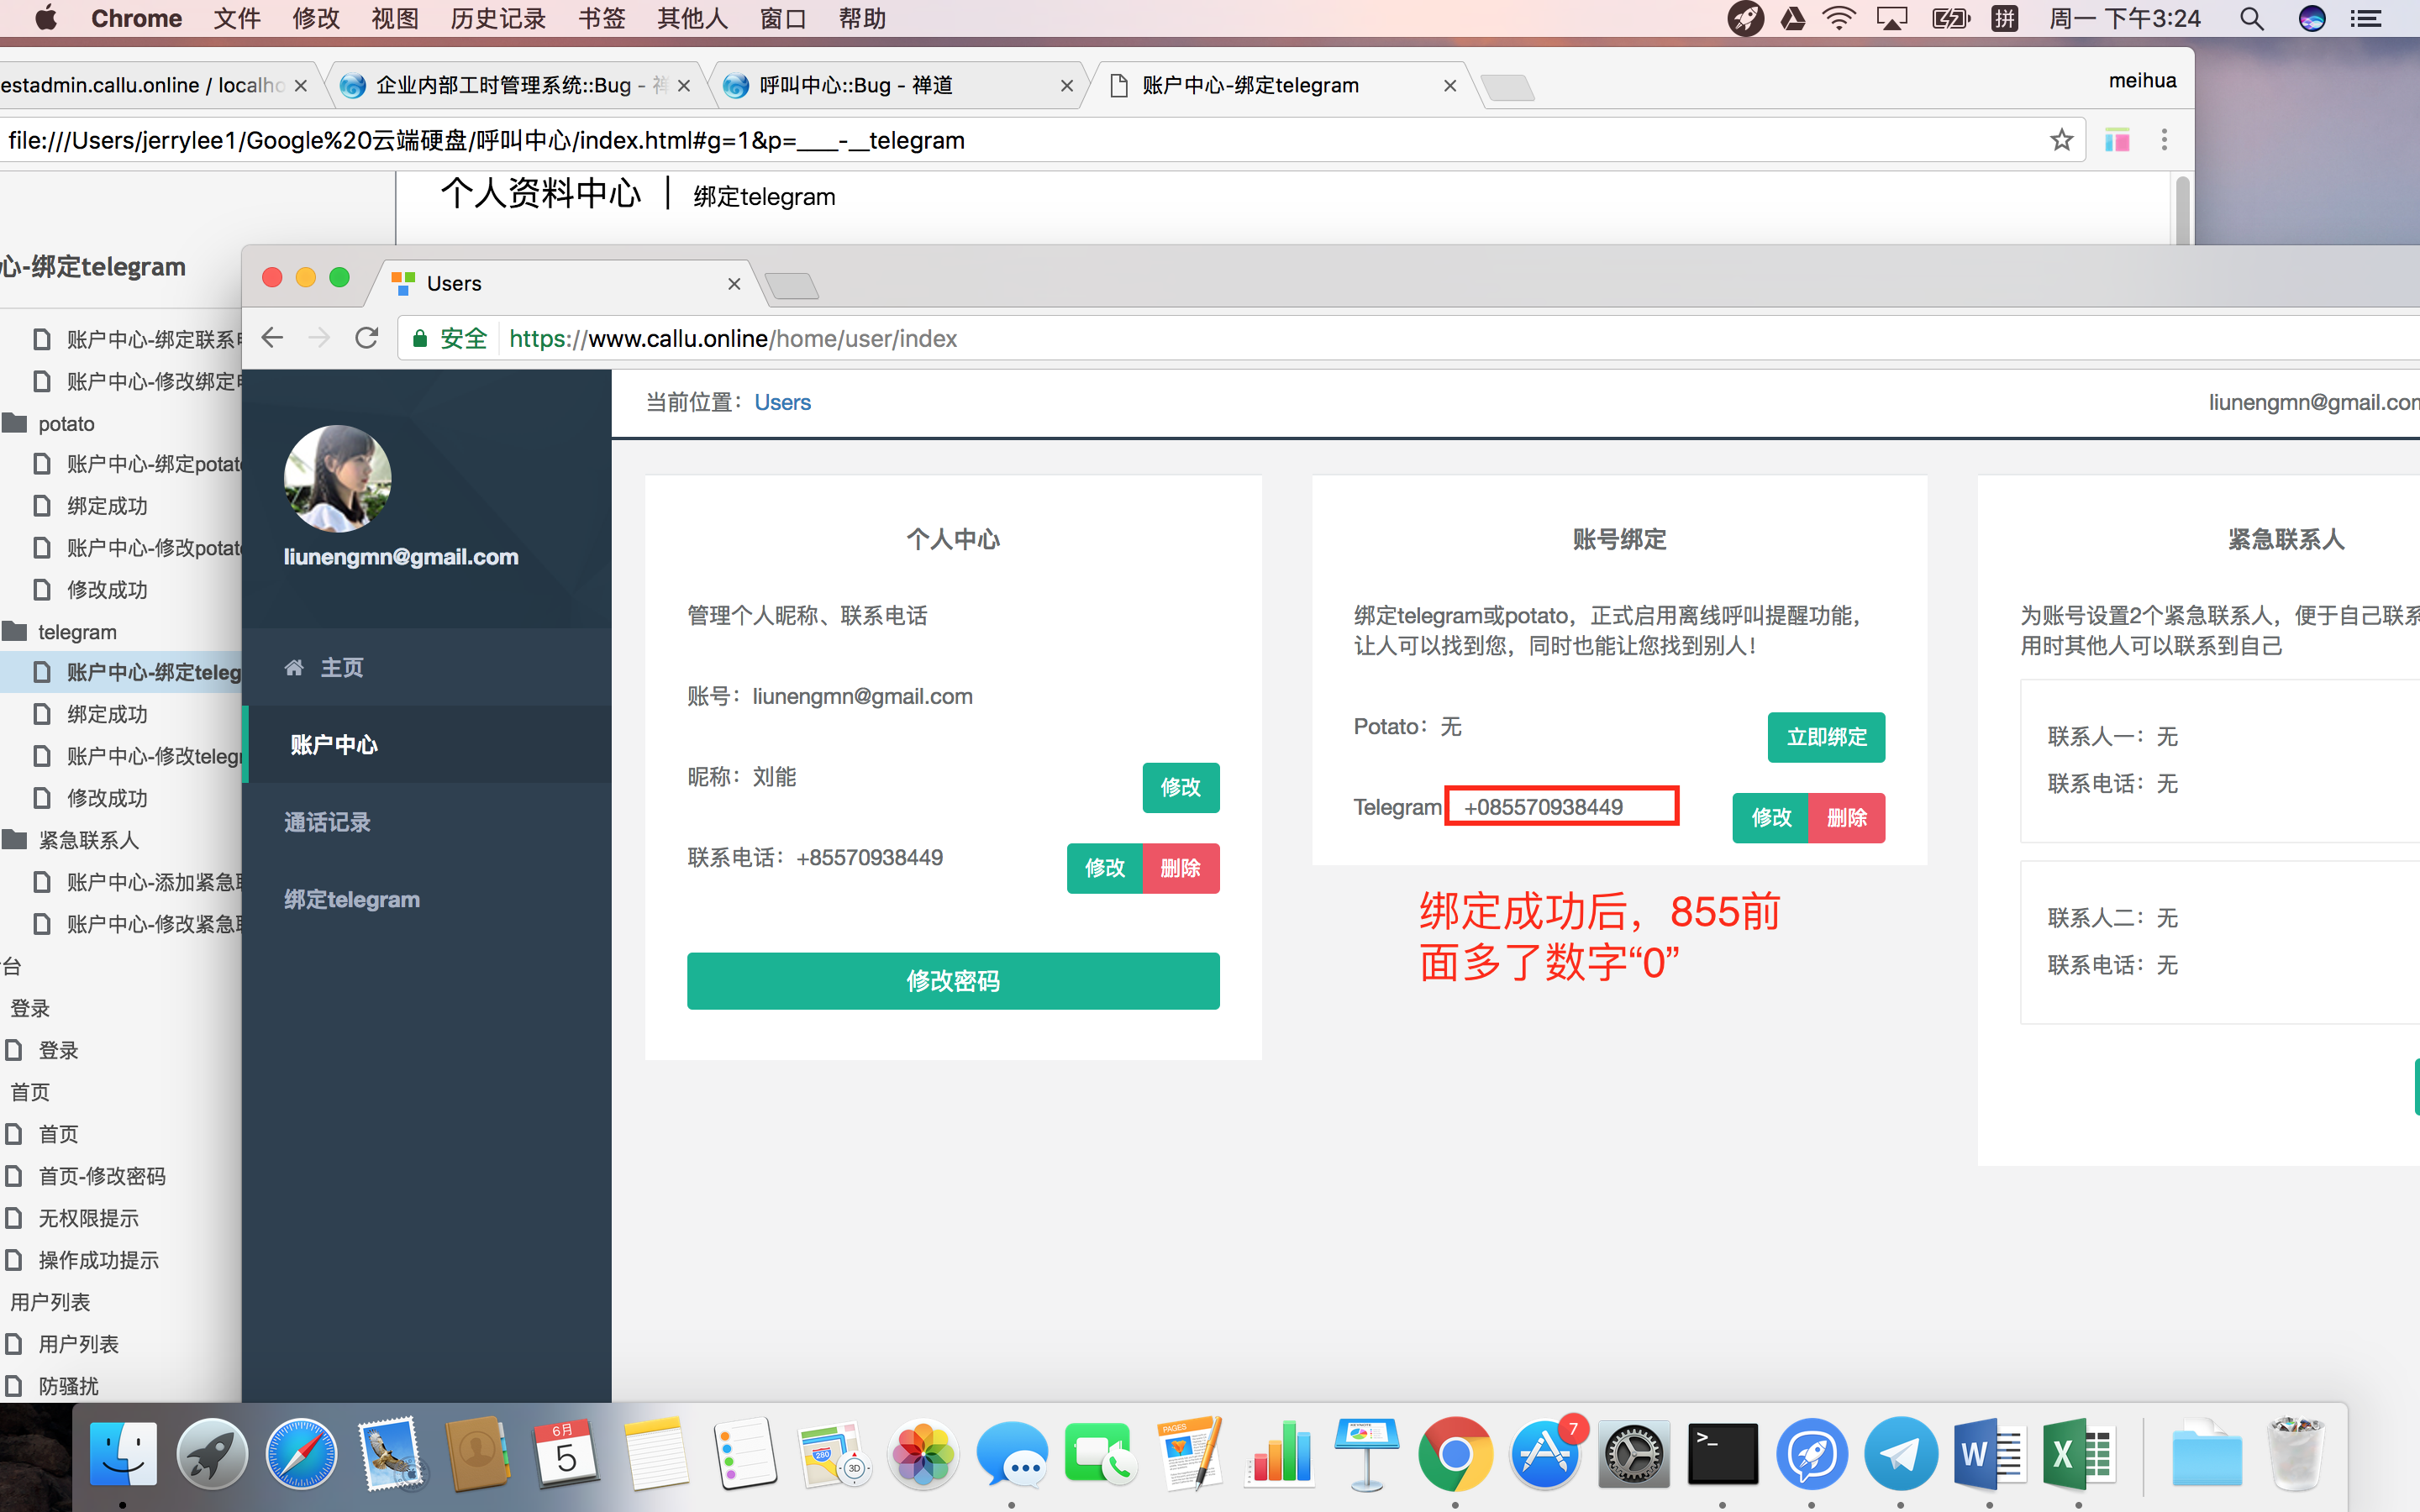 Chrome 文件 修改 视图 历史记录 书签 其他人 窗口 帮助 拼 周一 下午3:24
estadmin.callu.online / localho 企业内部工时管理系统::Bug - 禅 呼叫中心::Bug - 禅道 账户中心-绑定telegram meihua
file:///Users/jerrylee1/Google%20云端硬盘/呼叫中心/index.html#g=1&p=____-__telegram
个人资料中心 | 绑定telegram
心-绑定telegram
账户中心-绑定联系
账户中心-修改绑定
potato
账户中心-绑定potat
绑定成功
账户中心-修改potat
修改成功
telegram
账户中心-绑定teleg
绑定成功
账户中心-修改telegr
修改成功
紧急联系人
账户中心-添加紧急
账户中心-修改紧急
台
登录
登录
首页
首页
首页-修改密码
无权限提示
操作成功提示
用户列表
用户列表
防骚扰
Users
安全 https://www.callu.online/home/user/index
liunengmn@gmail.com
主页
账户中心
通话记录
绑定telegram
当前位置：Users
liunengmn@gmail.com
个人中心
管理个人昵称、联系电话
账号：liunengmn@gmail.com
昵称：刘能 修改
联系电话：+85570938449 修改 删除
修改密码
账号绑定
绑定telegram或potato，正式启用离线呼叫提醒功能，
让人可以找到您，同时也能让您找到别人！
Potato：无 立即绑定
Telegram +085570938449 修改 删除
绑定成功后，855前
面多了数字“0”
紧急联系人
为账号设置2个紧急联系人，便于自己联系
用时其他人可以联系到自己
联系人一：无
联系电话：无
联系人二：无
联系电话：无
6月
5
280
3D
PAGES
KEYNOTE
7
>_
W
X